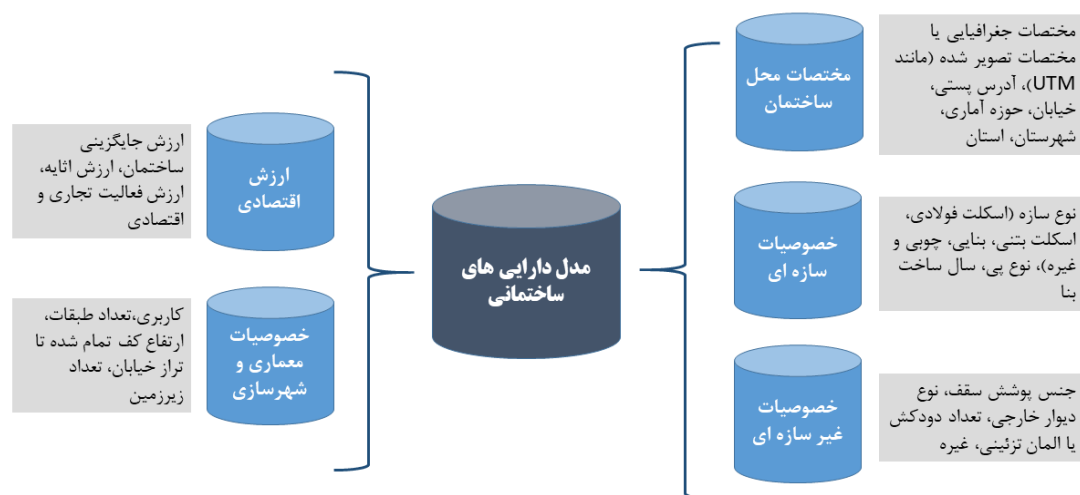 مختصات جغرافیایی یا
مختصات تصویر شده (مانند
UTM)، آدرس پستی،
خیابان، حوزه آماری،
شهرستان، استان
مختصات محل
ساختمان
نوع سازه (اسکلت فولادی،
اسکلت بتنی، بنایی، چوبی و
غیره)، نوع پی، سال ساخت
بنا
خصوصیات
سازه ای
جنس پوشش سقف، نوع
دیوار خارجی، تعداد دودکش
یا المان تزئینی، غیره
خصوصیات
غیر سازه ای
مدل دارایی های
ساختمانی
ارزش
اقتصادی
ارزش جایگزینی
ساختمان، ارزش اثایه،
ارزش فعالیت تجاری و
اقتصادی
خصوصیات
معماری و
شهرسازی
کاربری،تعداد طبقات،
ارتفاع کف تمام شده تا
تراز خیابان، تعداد
زیرزمین